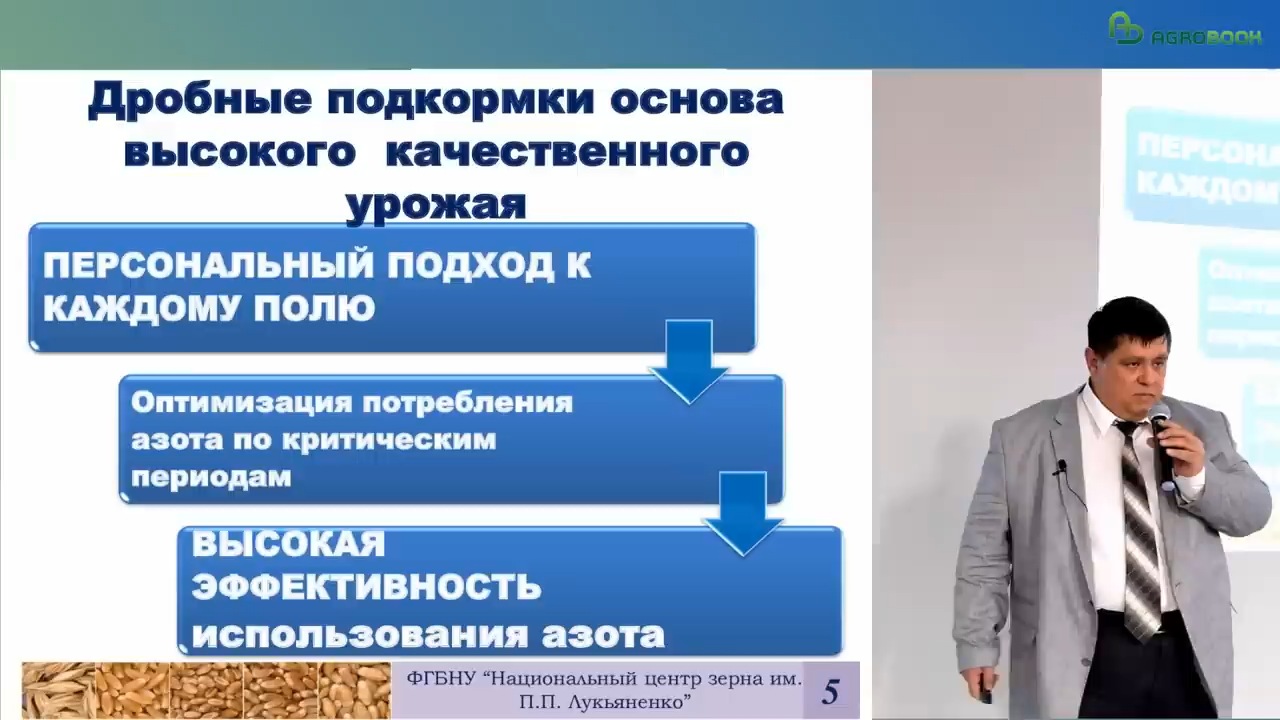 AGROBOOK
Дробные подкормки основа
высокого качественного
урожая
ПЕРСОНАЛЬНЫЙ ПОДХОД К
КАЖДОМУ ПОЛЮ
Оптимизация потребления
азота по критическим
периодам
ВЫСОКАЯ
ЭФФЕКТИВНОСТЬ
использования азота
ФГБНУ “Национальный центр зерна им.
П.П. Лукьяненко”
5
КАЖДОМ